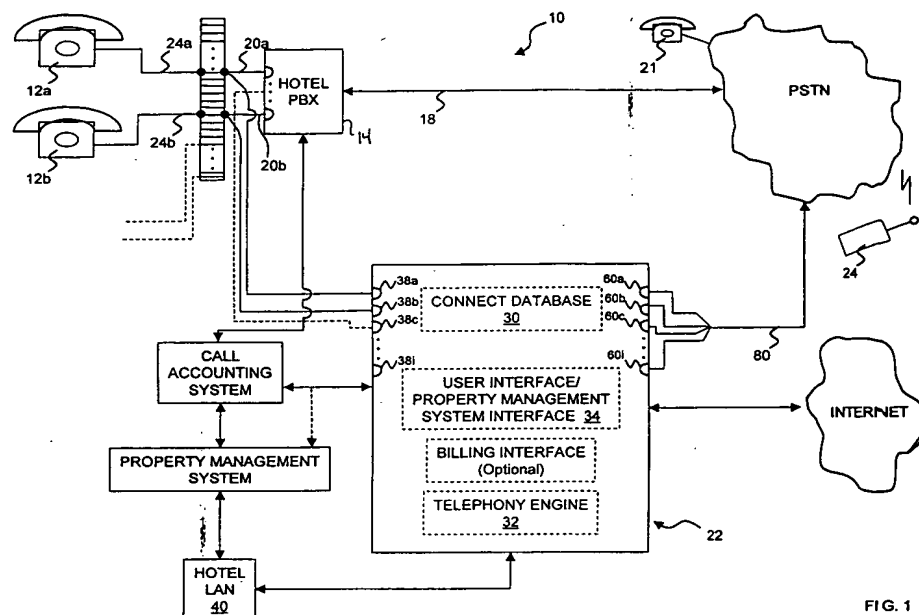 10
24a
20a
12a
HOTEL
PBX
21
PSTN
18
14
24b
20b
12b
24
38a
60a
CONNECT DATABASE
30
38b
60b
38c
60c
38i
60i
80
CALL
ACCOUNTING
SYSTEM
USER INTERFACE/
PROPERTY MANAGEMENT
SYSTEM INTERFACE 34
INTERNET
PROPERTY MANAGEMENT
SYSTEM
BILLING INTERFACE
(Optional)
TELEPHONY ENGINE
32
22
HOTEL
LAN
40
FIG. 1